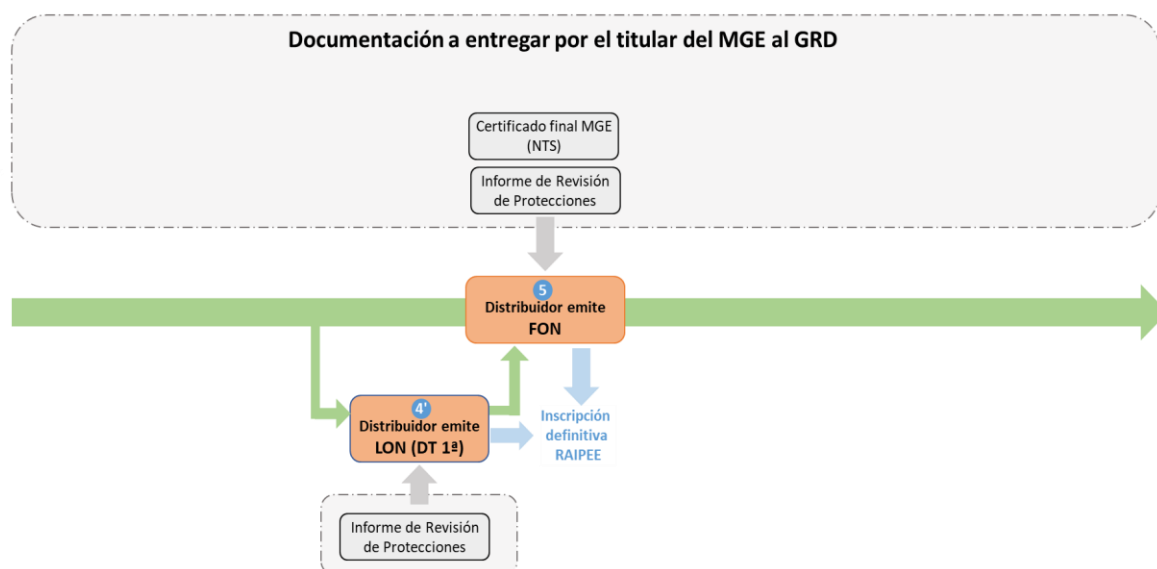 Documentación a entregar por el titular del MGE al GRD
Certificado final MGE
(NTS)
Informe de Revisión
de Protecciones
5
Distribuidor emite
FON
4'
Distribuidor emite
LON (DT 1ª)
Inscripción
definitiva
RAIPEE
Informe de Revisión
de Protecciones